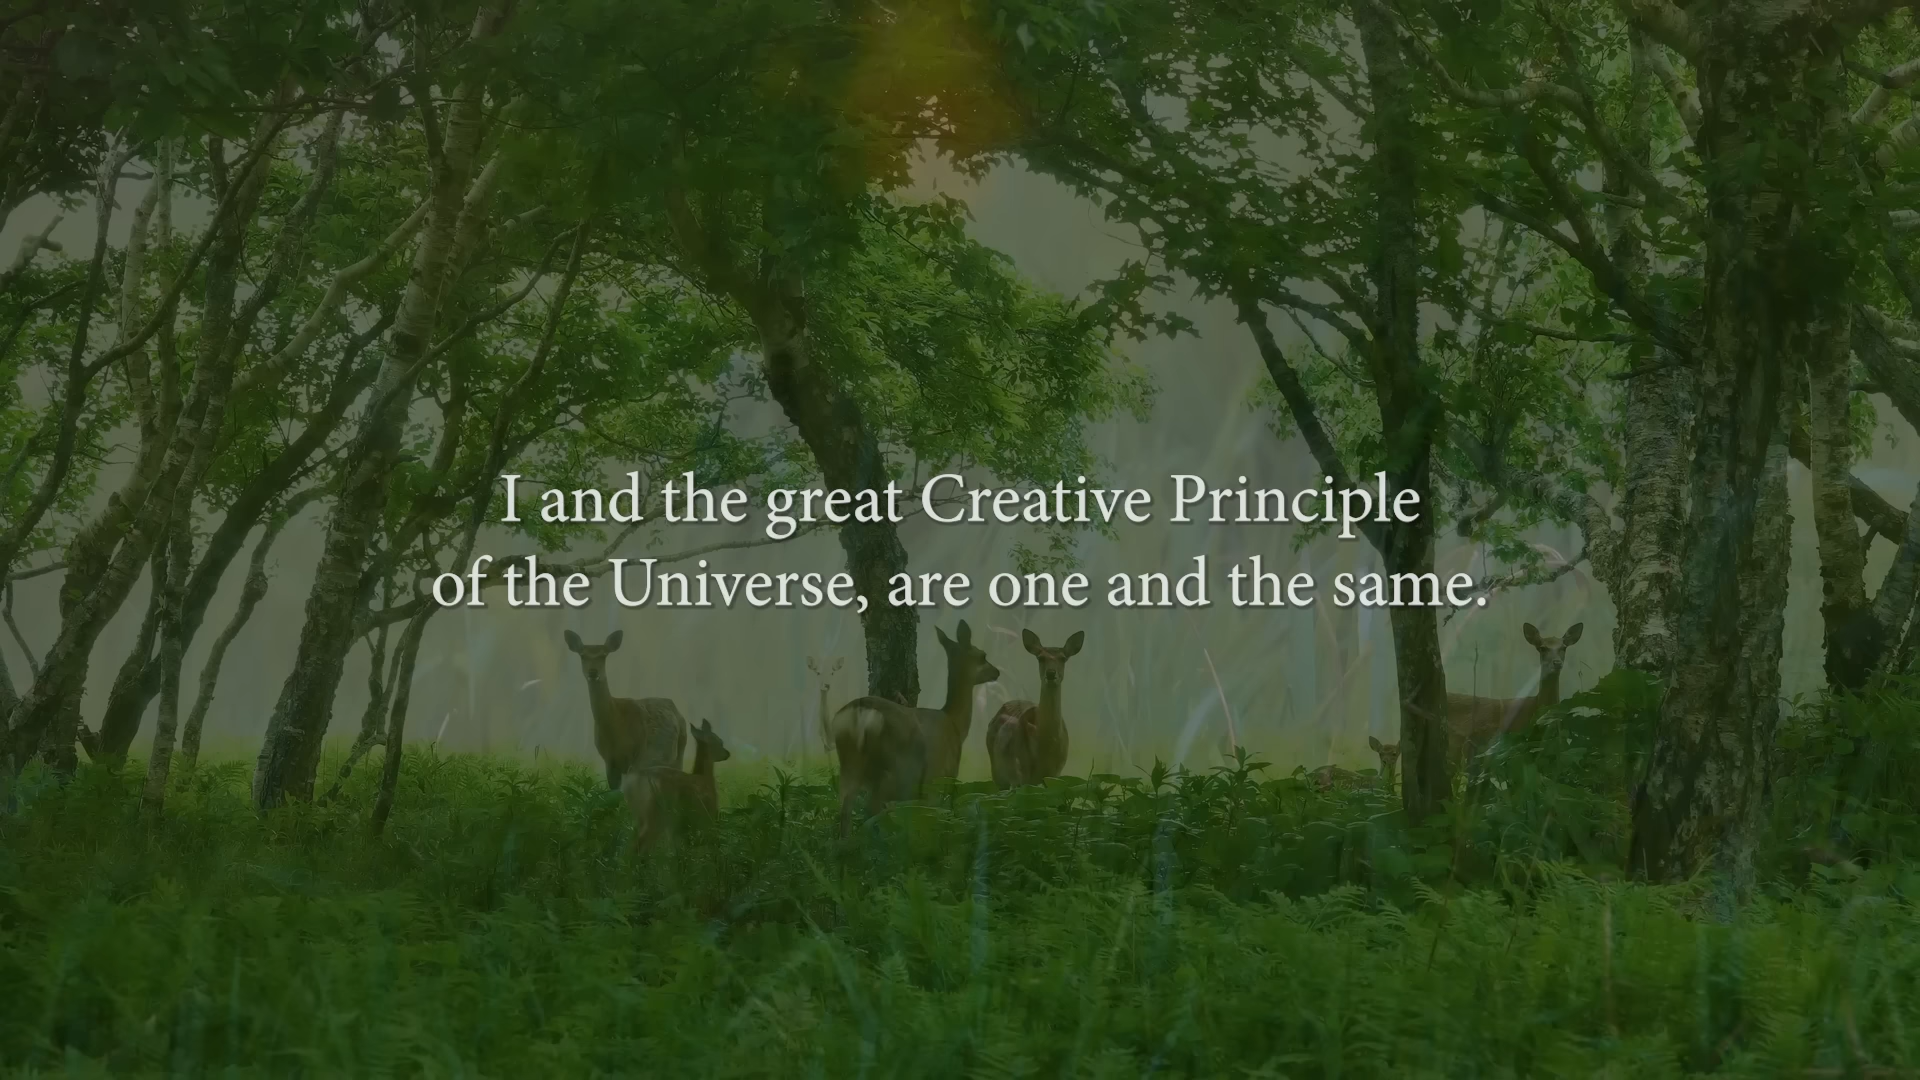 I and the great Creative Principle
of the Universe, are one and the same.